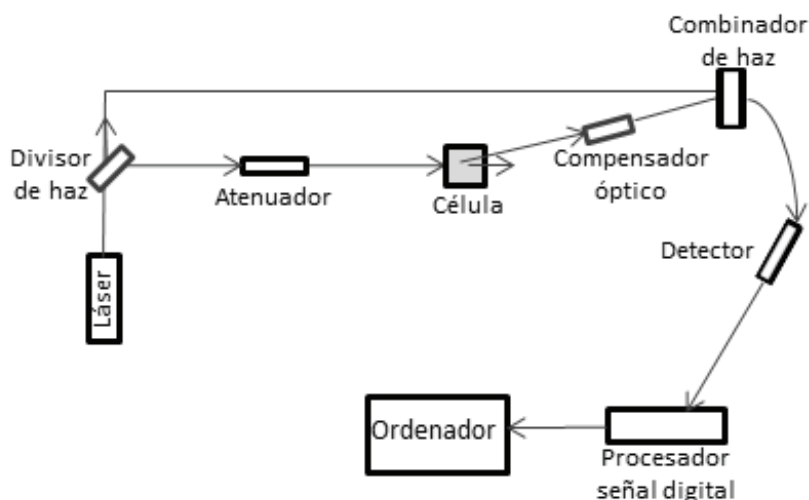 Combinador
de haz
Divisor
de haz
Atenuador
Célula
Compensador
óptico
Detector
Láser
Ordenador
Procesador
señal digital